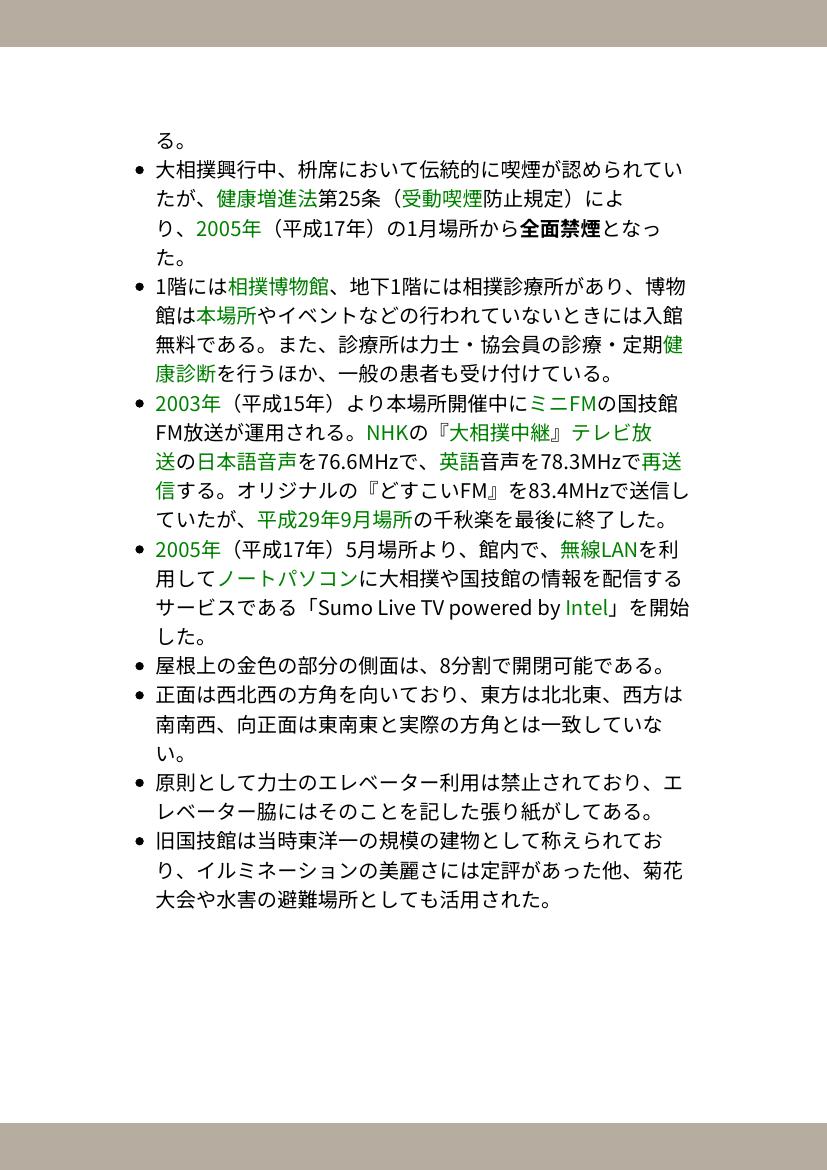 る。
大相撲興行中、枡席において伝統的に喫煙が認められてい
たが、健康増進法第25条（受動喫煙防止規定）によ
り、2005年（平成17年）の1月場所から全面禁煙となっ
た。
1階には相撲博物館、地下1階には相撲診療所があり、博物
館は本場所やイベントなどの行われていないときには入館
無料である。また、診療所は力士・協会員の診療・定期健
康診断を行うほか、一般の患者も受け付けている。
2003年（平成15年）より本場所開催中にミニFMの国技館
FM放送が運用される。NHKの『大相撲中継』テレビ放
送の日本語音声を76.6MHzで、英語音声を78.3MHzで再送
信する。オリジナルの『どすこいFM』を83.4MHzで送信し
ていたが、平成29年9月場所の千秋楽を最後に終了した。
2005年（平成17年）5月場所より、館内で、無線LANを利
用してノートパソコンに大相撲や国技館の情報を配信する
サービスである「Sumo Live TV powered by Intel」を開始
した。
屋根上の金色の部分の側面は、8分割で開閉可能である。
正面は西北西の方角を向いており、東方は北北東、西方は
南南西、向正面は東南東と実際の方角とは一致していな
い。
原則として力士のエレベーター利用は禁止されており、エ
レベーター脇にはそのことを記した張り紙がしてある。
旧国技館は当時東洋一の規模の建物として称えられてお
り、イルミネーションの美麗さには定評があった他、菊花
大会や水害の避難場所としても活用された。